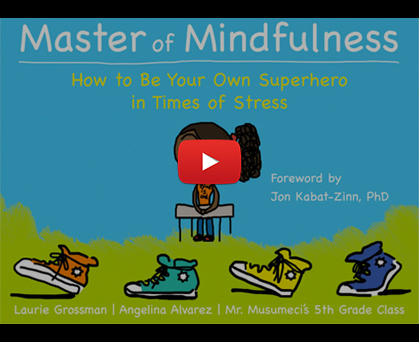 Master of Mindfulness
How to Be Your Own Superhero
in Times of Stress
Foreword by
Jon Kabat-Zinn, PhD
Laurie Grossman | Angelina Alvarez | Mr. Musumeci's 5th Grade Class